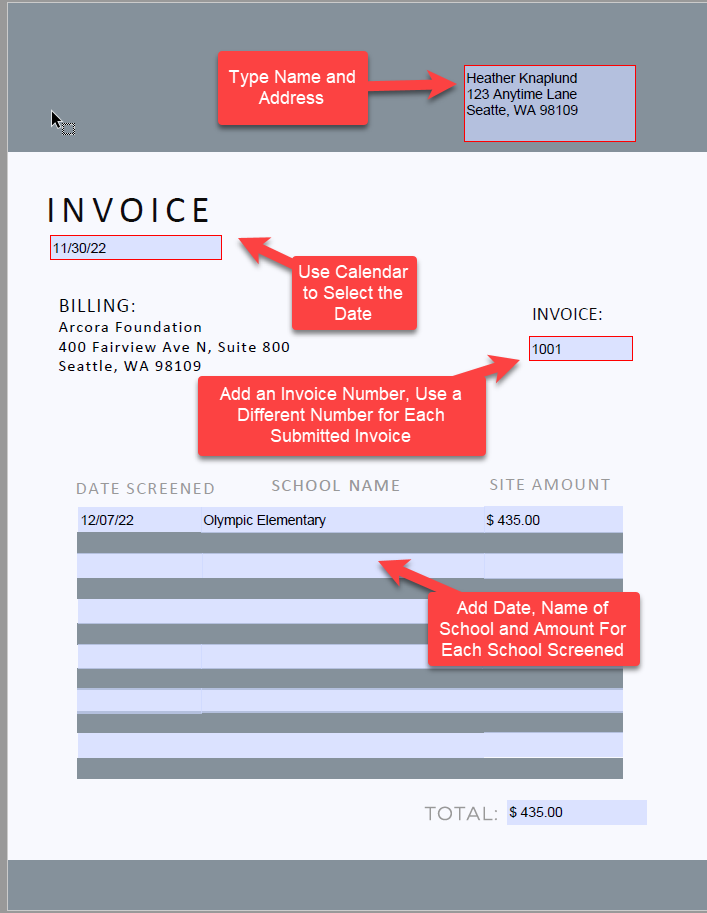 Type Name and
Address
Heather Knaplund
123 Anytime Lane
Seatte, WA 98109
INVOICE
11/30/22
Use Calendar
to Select the
Date
BILLING:
Arcora Foundation
400 Fairview Ave N, Suite 800
Seattle, WA 98109
INVOICE:
1001
Add an Invoice Number, Use a
Different Number for Each
Submitted Invoice
DATE SCREENED SCHOOL NAME SITE AMOUNT
12/07/22 Olympic Elementary $ 435.00
Add Date, Name of
School and Amount For
Each School Screened
TOTAL: $ 435.00